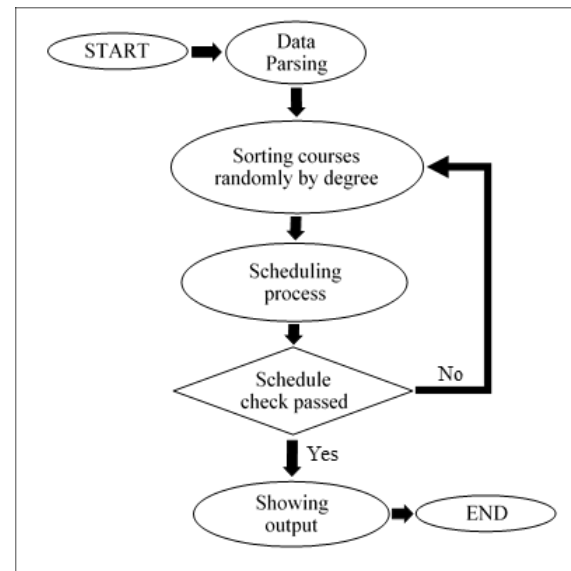 START
Data
Parsing
Sorting courses
randomly by degree
Scheduling
process
Schedule
check passed
No
Yes
Showing
output
END